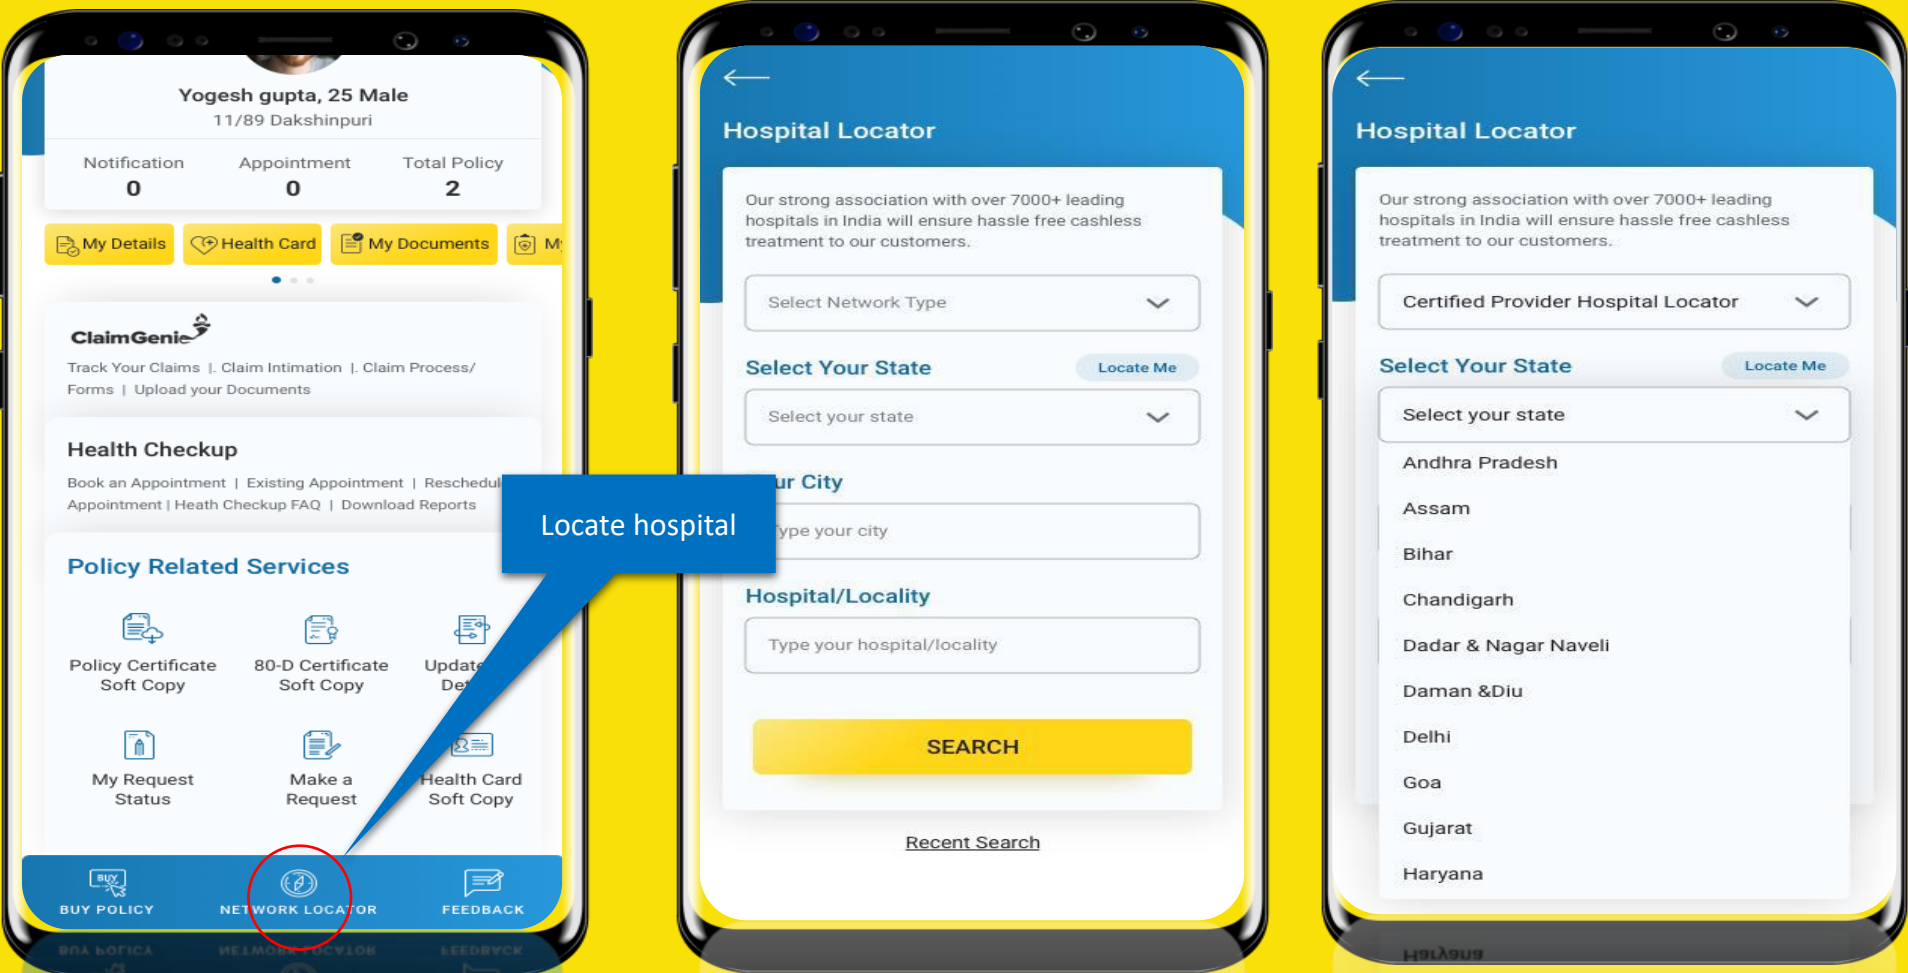 Yogesh gupta, 25 Male
11/89 Dakshinpuri
Notification
0
Appointment
0
Total Policy
2
My Details
Health Card
My Documents
M
ClaimGenie
Track Your Claims |. Claim Intimation |. Claim Process/
Forms | Upload your Documents
Health Checkup
Book an Appointment | Existing Appointment |
Appointment | Heath Checkup FAQ | Download Reports
Policy Related Services
Policy Certificate
Soft Copy
80-D Certificate
Soft Copy
Update
My Request
Status
Make a
Request
Health Card
Soft Copy
BUY
BUY POLICY
NETWORK LOCATOR
FEEDBACK
Locate hospital
Hospital Locator
Our strong association with over 7000+ leading
hospitals in India will ensure hassle free cashless
treatment to our customers.
Select Network Type
Select Your State
Locate Me
Select your state
City
Type your city
Hospital/Locality
Type your hospital/locality
SEARCH
Recent Search
Hospital Locator
Our strong association with over 7000+ leading
hospitals in India will ensure hassle free cashless
treatment to our customers.
Certified Provider Hospital Locator
Select Your State
Locate Me
Select your state
Andhra Pradesh
Assam
Bihar
Chandigarh
Dadar & Nagar Naveli
Daman &Diu
Delhi
Goa
Gujarat
Haryana